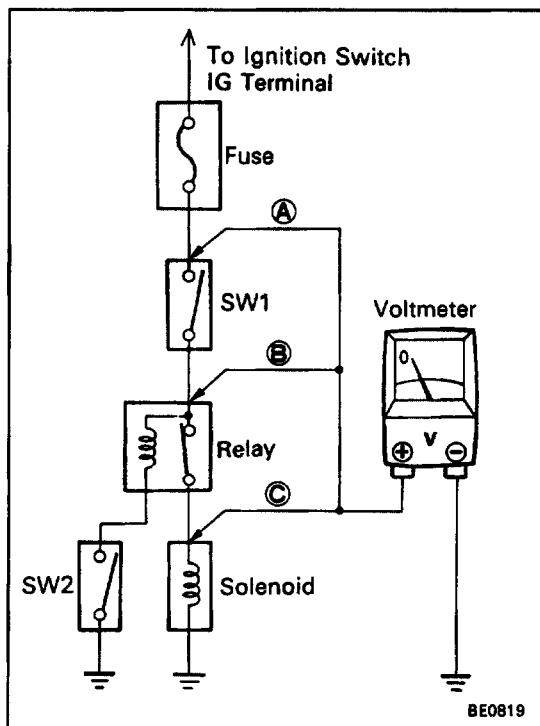 To Ignition Switch
IG Terminal
Fuse
A
SW1
Voltmeter
B
0
Relay
V
+ −
C
SW2
Solenoid
BE0819